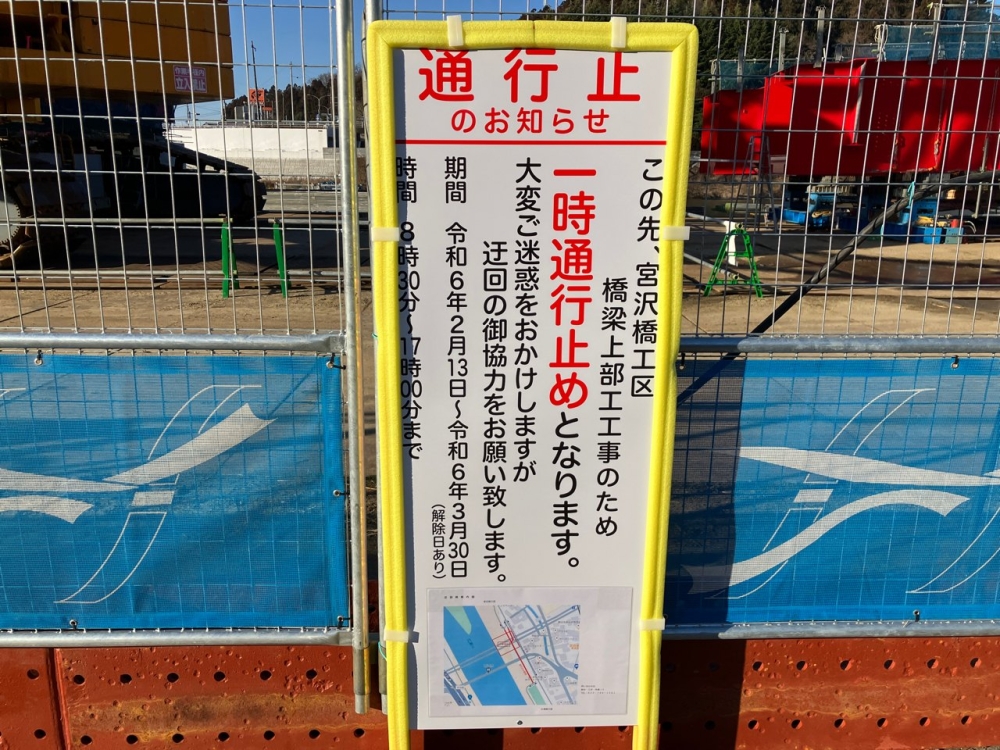 通行止
のお知らせ
この先、宮沢橋工区
橋梁上部工工事のため
一時通行止めとなります。
大変ご迷惑をおかけしますが
迂回の御協力をお願い致します。
期間 令和6年2月13日～令和6年3月30日
(解除日あり)
時間 8時30分～17時00分まで
立入禁止